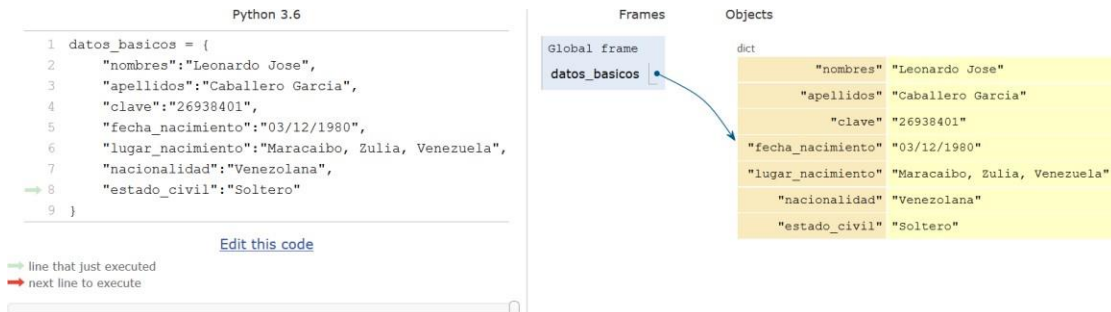 Python 3.6
1 datos_basicos = {
2 "nombres":"Leonardo Jose",
3 "apellidos":"Caballero Garcia",
4 "clave":"26938401",
5 "fecha_nacimiento":"03/12/1980",
6 "lugar_nacimiento":"Maracaibo, Zulia, Venezuela",
7 "nacionalidad":"Venezolana",
8 "estado_civil":"Soltero"
9 }
Edit this code
line that just executed
next line to execute
Frames
Objects
Global frame
datos_basicos
dict
"nombres" "Leonardo Jose"
"apellidos" "Caballero Garcia"
"clave" "26938401"
"fecha_nacimiento" "03/12/1980"
"lugar_nacimiento" "Maracaibo, Zulia, Venezuela"
"nacionalidad" "Venezolana"
"estado_civil" "Soltero"